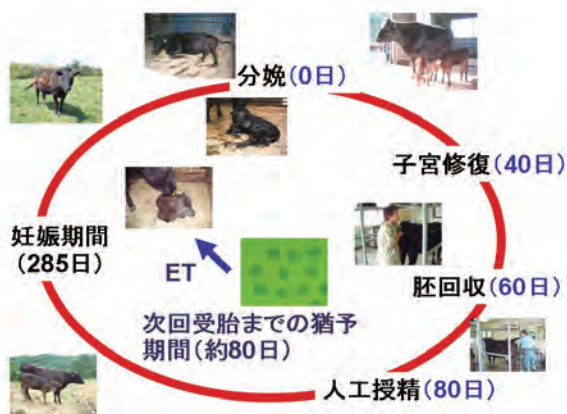 分娩(0日)
子宮修復(40日)
妊娠期間
(285日)
ET
胚回収(60日)
次回受胎までの猶予
期間(約80日)
人工授精(80日)